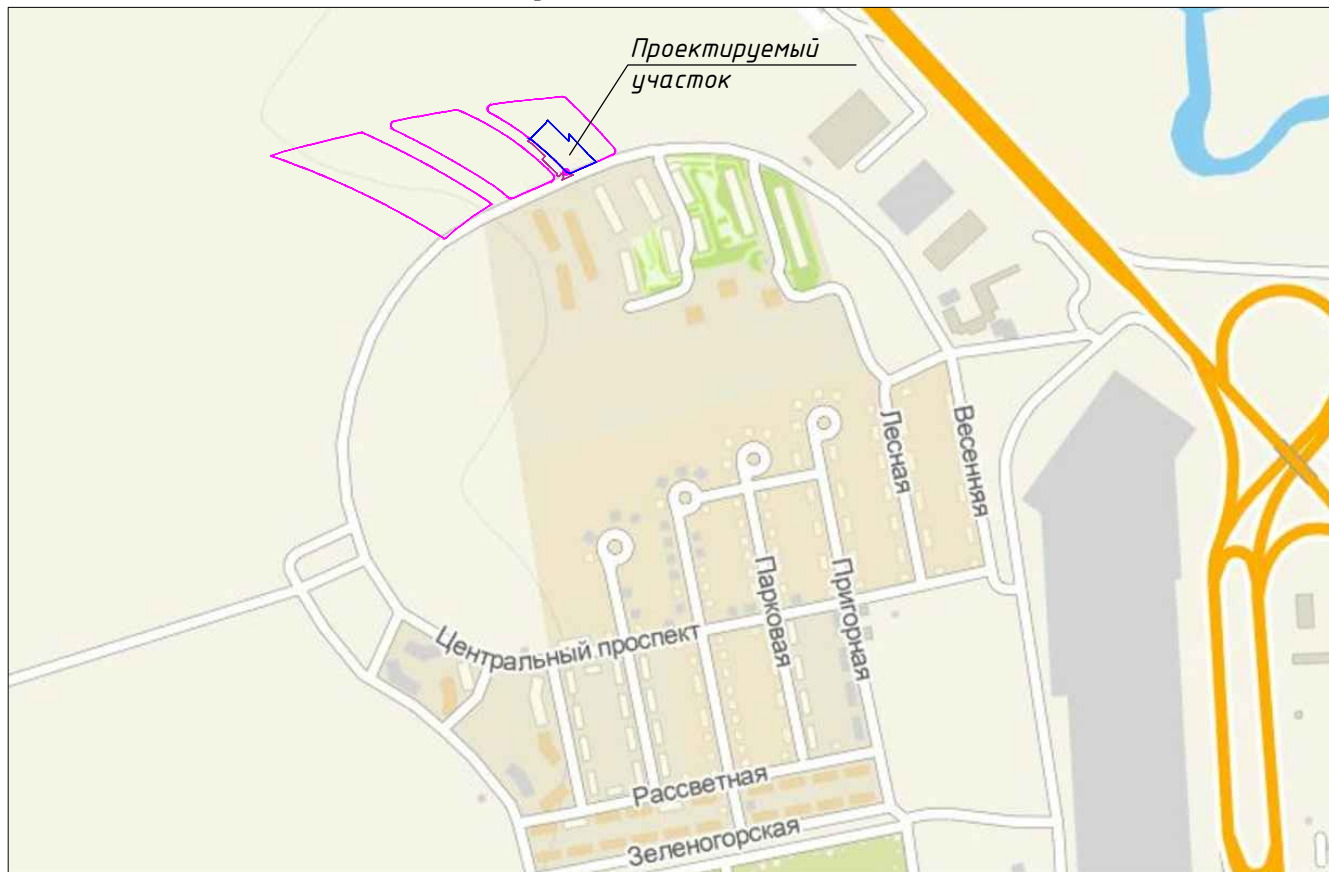 Проектируемый
участок
Лесная
Весенняя
Парковая
Пригорная
Центральный проспект
Рассветная
Зеленогорская